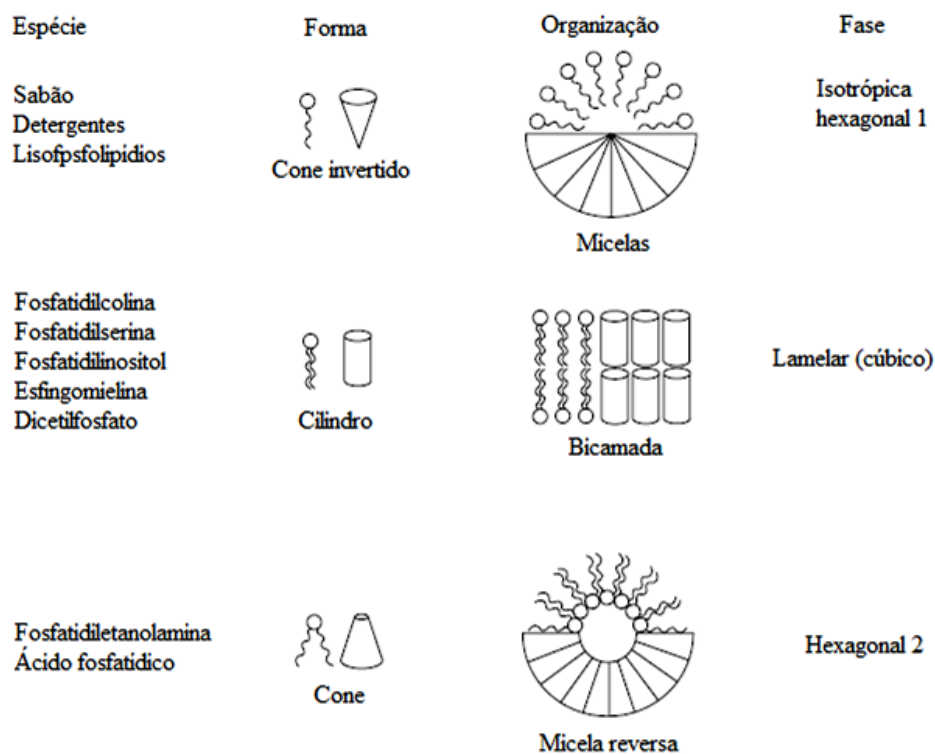 Espécie Forma Organização Fase
Sabão
Detergentes
Lisofpsfolipidios
Cone invertido
Micelas
Isotrópica
hexagonal 1
Fosfatidilcolina
Fosfatidilserina
Fosfatidilinositol
Esfingomielina
Dicetilfosfato
Cilindro
Bicamada
Lamelar (cúbico)
Fosfatidiletanolamina
Ácido fosfatidico
Cone
Micela reversa
Hexagonal 2